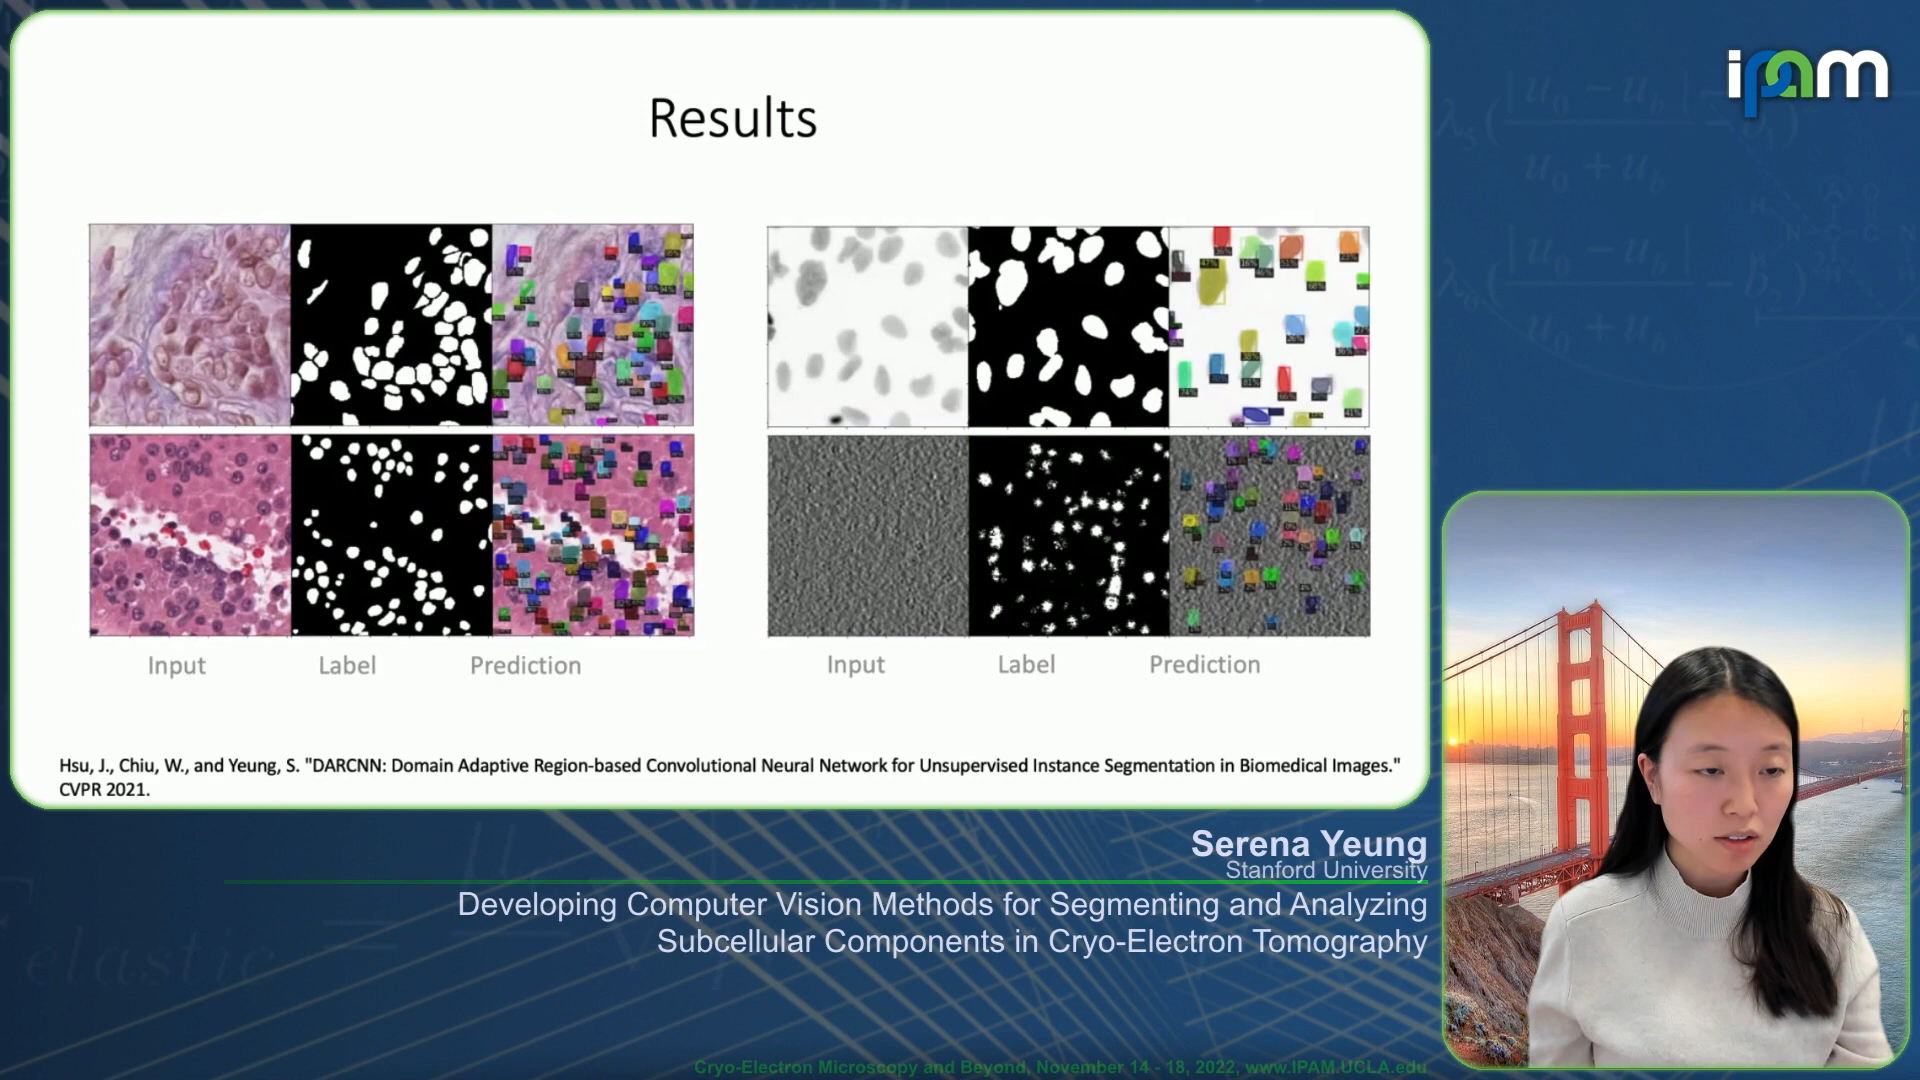 ipam
Results
Input Label Prediction
Input Label Prediction
Hsu, J., Chiu, W., and Yeung, S. "DARCNN: Domain Adaptive Region-based Convolutional Neural Network for Unsupervised Instance Segmentation in Biomedical Images."
CVPR 2021.
Serena Yeung
Stanford University
Developing Computer Vision Methods for Segmenting and Analyzing
Subcellular Components in Cryo-Electron Tomography
elastic
Cryo-Electron Microscopy and Beyond, November 14 - 18, 2022, www.IPAM.UCLA.edu